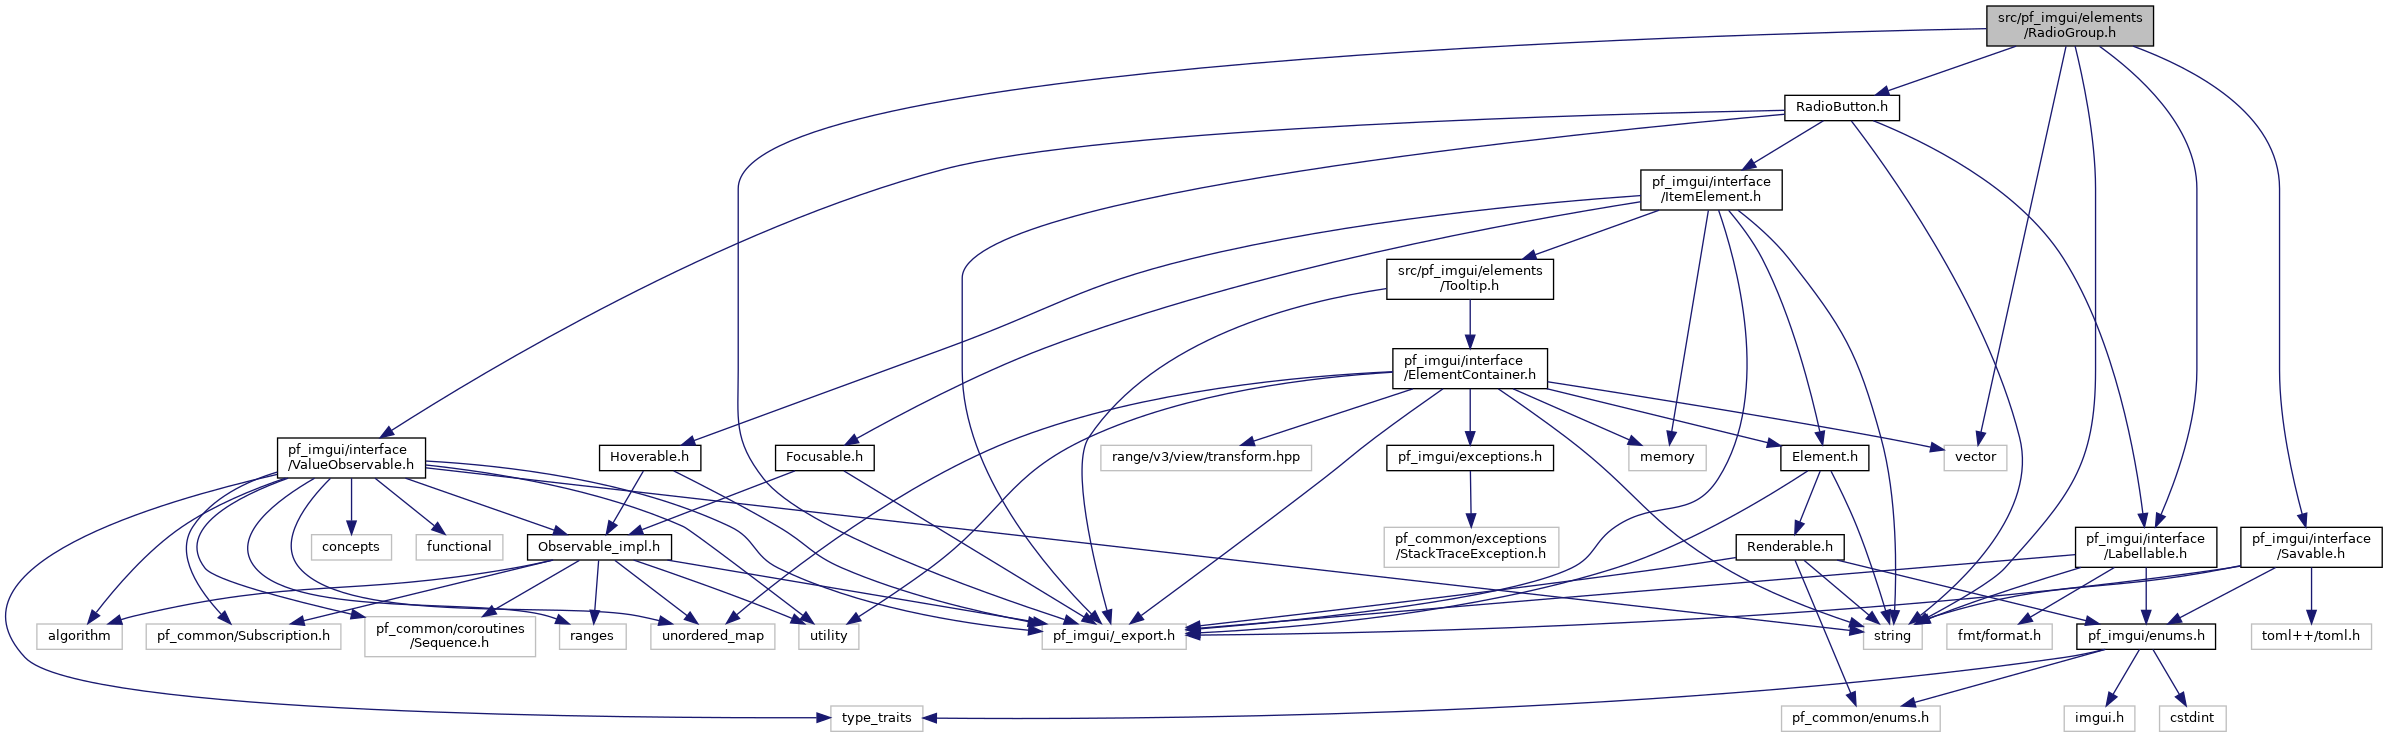 src/pf_imgui/elements
/RadioGroup.h
RadioButton.h
pf_imgui/interface
/ItemElement.h
src/pf_imgui/elements
/Tooltip.h
pf_imgui/interface
/ElementContainer.h
pf_imgui/interface
/ValueObservable.h
Hoverable.h
Focusable.h
range/v3/view/transform.hpp
pf_imgui/exceptions.h
memory
Element.h
vector
concepts
functional
Observable_impl.h
pf_common/exceptions
/StackTraceException.h
Renderable.h
pf_imgui/interface
/Labellable.h
pf_imgui/interface
/Savable.h
algorithm
pf_common/Subscription.h
pf_common/coroutines
/Sequence.h
ranges
unordered_map
utility
pf_imgui/_export.h
string
fmt/format.h
pf_imgui/enums.h
toml++/toml.h
type_traits
pf_common/enums.h
imgui.h
cstdint